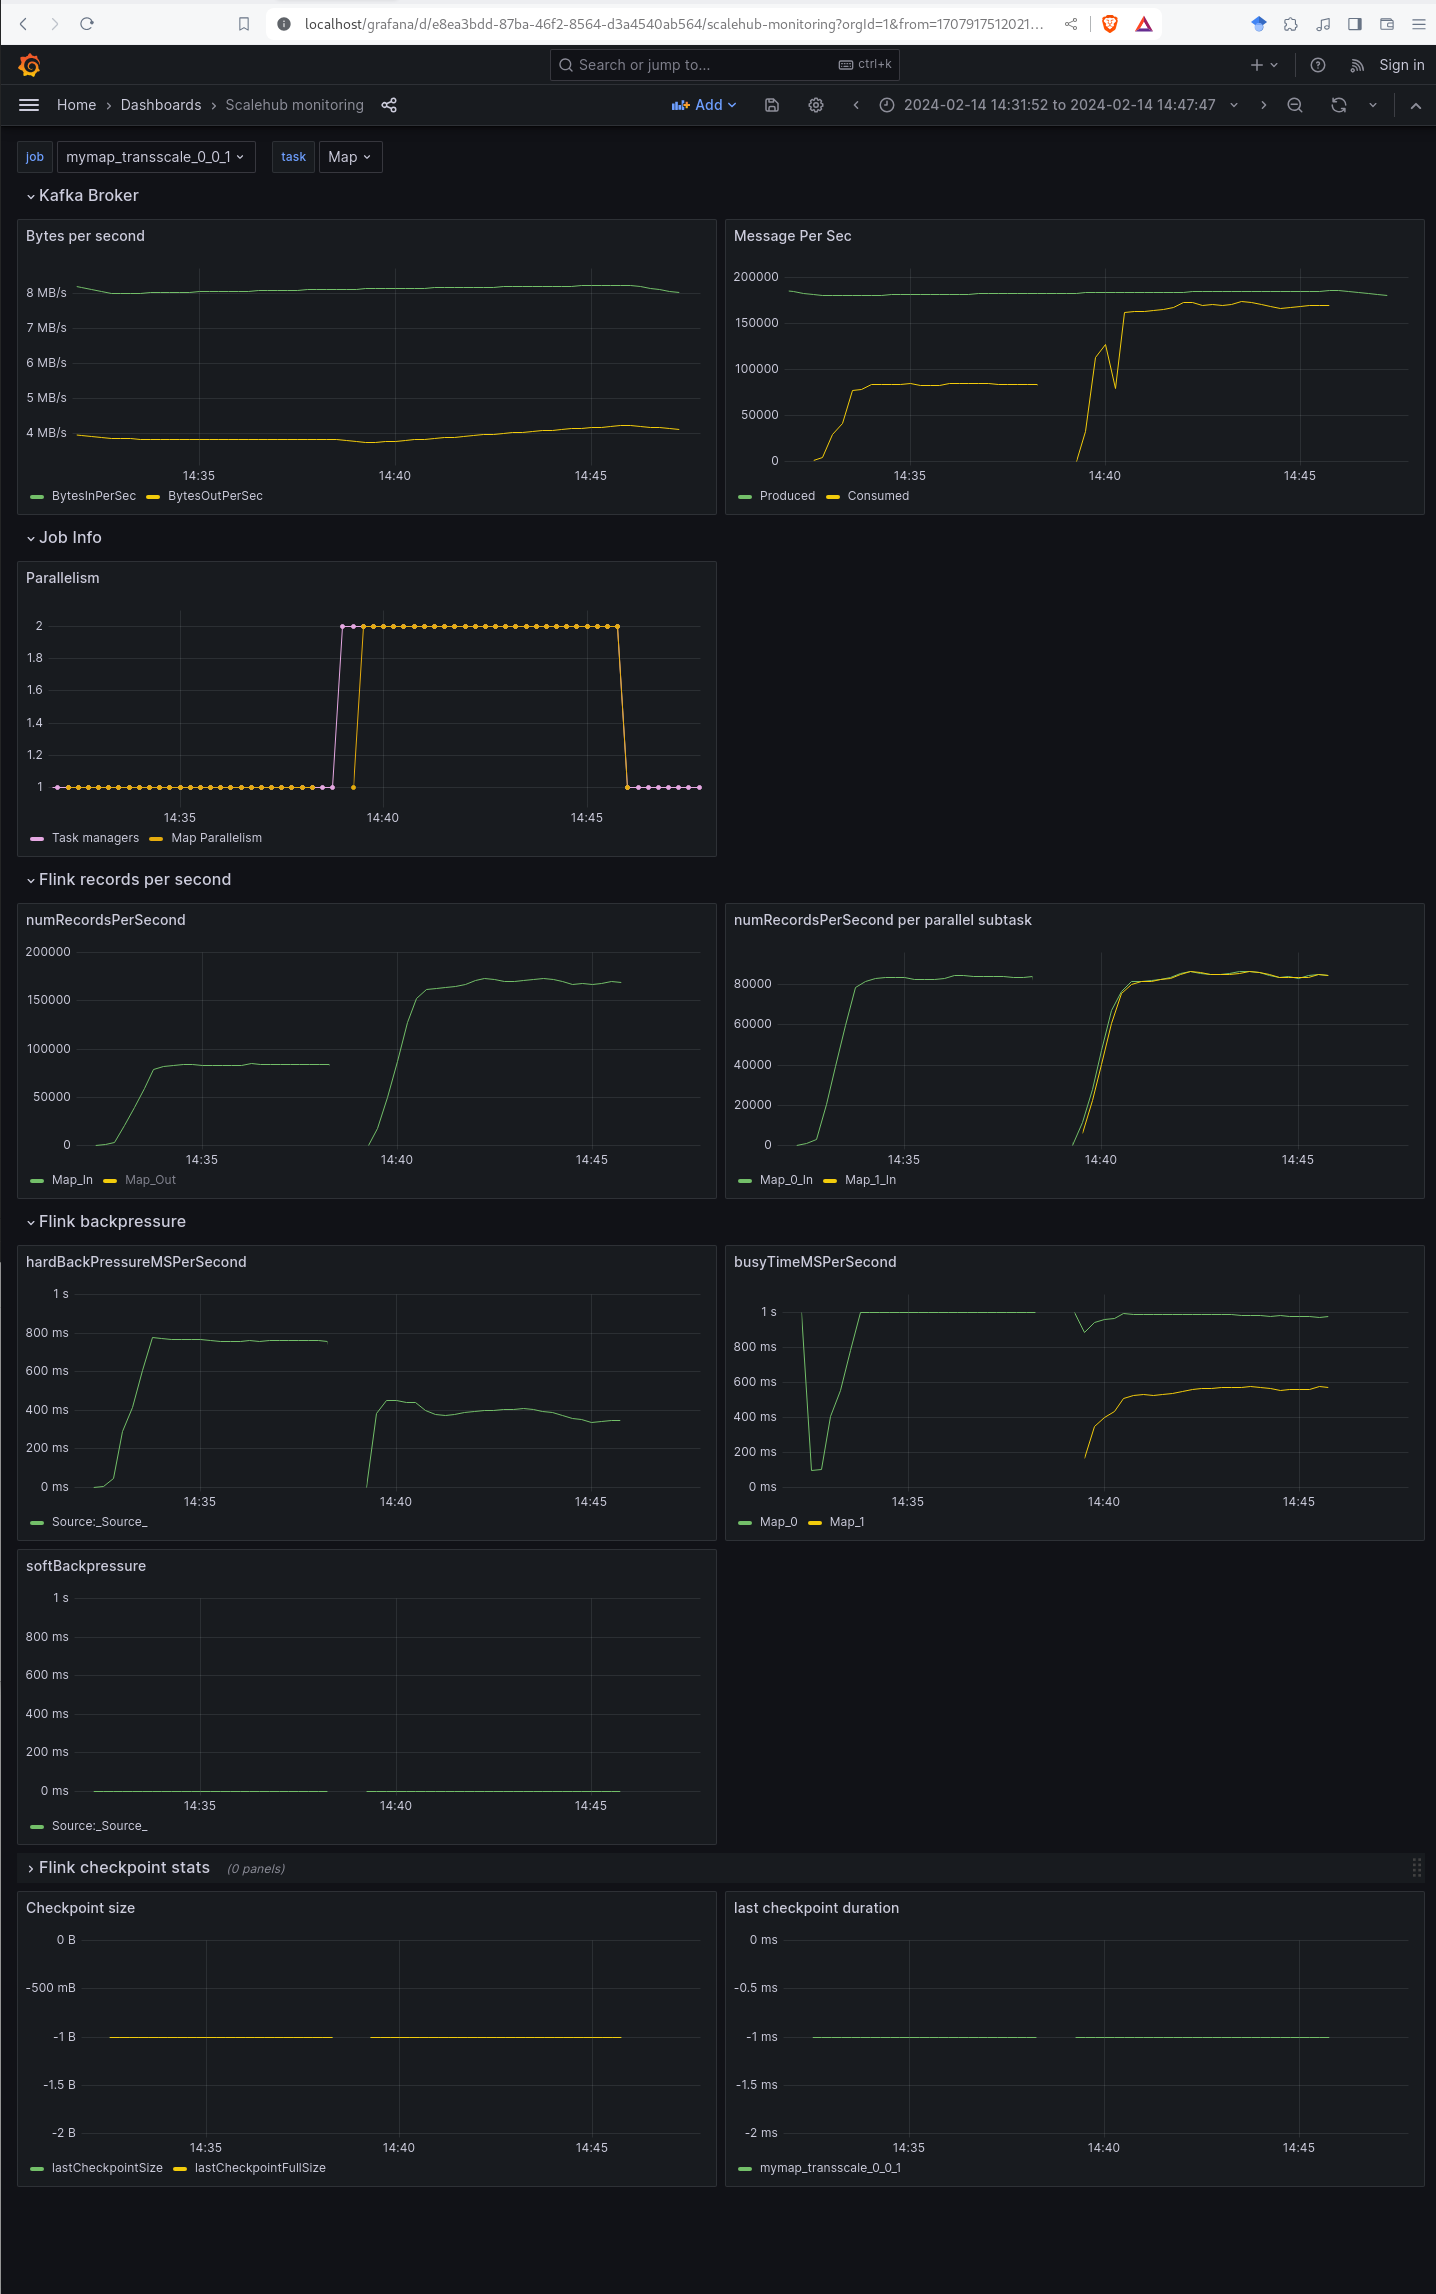 localhost/grafana/d/e8ea3bdd-87ba-46f2-8564-d3a4540ab564/scalehub-monitoring?orgId=1&from=1707917512021...
Search or jump to... ctrl+k
Sign in
Home › Dashboards › Scalehub monitoring
Add
2024-02-14 14:31:52 to 2024-02-14 14:47:47
job mymap_transscale_0_0_1 task Map
Kafka Broker
Bytes per second
8 MB/s
7 MB/s
6 MB/s
5 MB/s
4 MB/s
14:35 14:40 14:45
BytesInPerSec BytesOutPerSec
Message Per Sec
200000
150000
100000
50000
0
14:35 14:40 14:45
Produced Consumed
Job Info
Parallelism
2
1.8
1.6
1.4
1.2
1
14:35 14:40 14:45
Task managers Map Parallelism
Flink records per second
numRecordsPerSecond
200000
150000
100000
50000
0
14:35 14:40 14:45
Map_In Map_Out
numRecordsPerSecond per parallel subtask
80000
60000
40000
20000
0
14:35 14:40 14:45
Map_0_In Map_1_In
Flink backpressure
hardBackPressureMSPerSecond
1 s
800 ms
600 ms
400 ms
200 ms
0 ms
14:35 14:40 14:45
Source:_Source_
busyTimeMSPerSecond
1 s
800 ms
600 ms
400 ms
200 ms
0 ms
14:35 14:40 14:45
Map_0 Map_1
softBackpressure
1 s
800 ms
600 ms
400 ms
200 ms
0 ms
14:35 14:40 14:45
Source:_Source_
Flink checkpoint stats (0 panels)
Checkpoint size
0 B
-500 mB
-1 B
-1.5 B
-2 B
14:35 14:40 14:45
lastCheckpointSize lastCheckpointFullSize
last checkpoint duration
0 ms
-0.5 ms
-1 ms
-1.5 ms
-2 ms
14:35 14:40 14:45
mymap_transscale_0_0_1